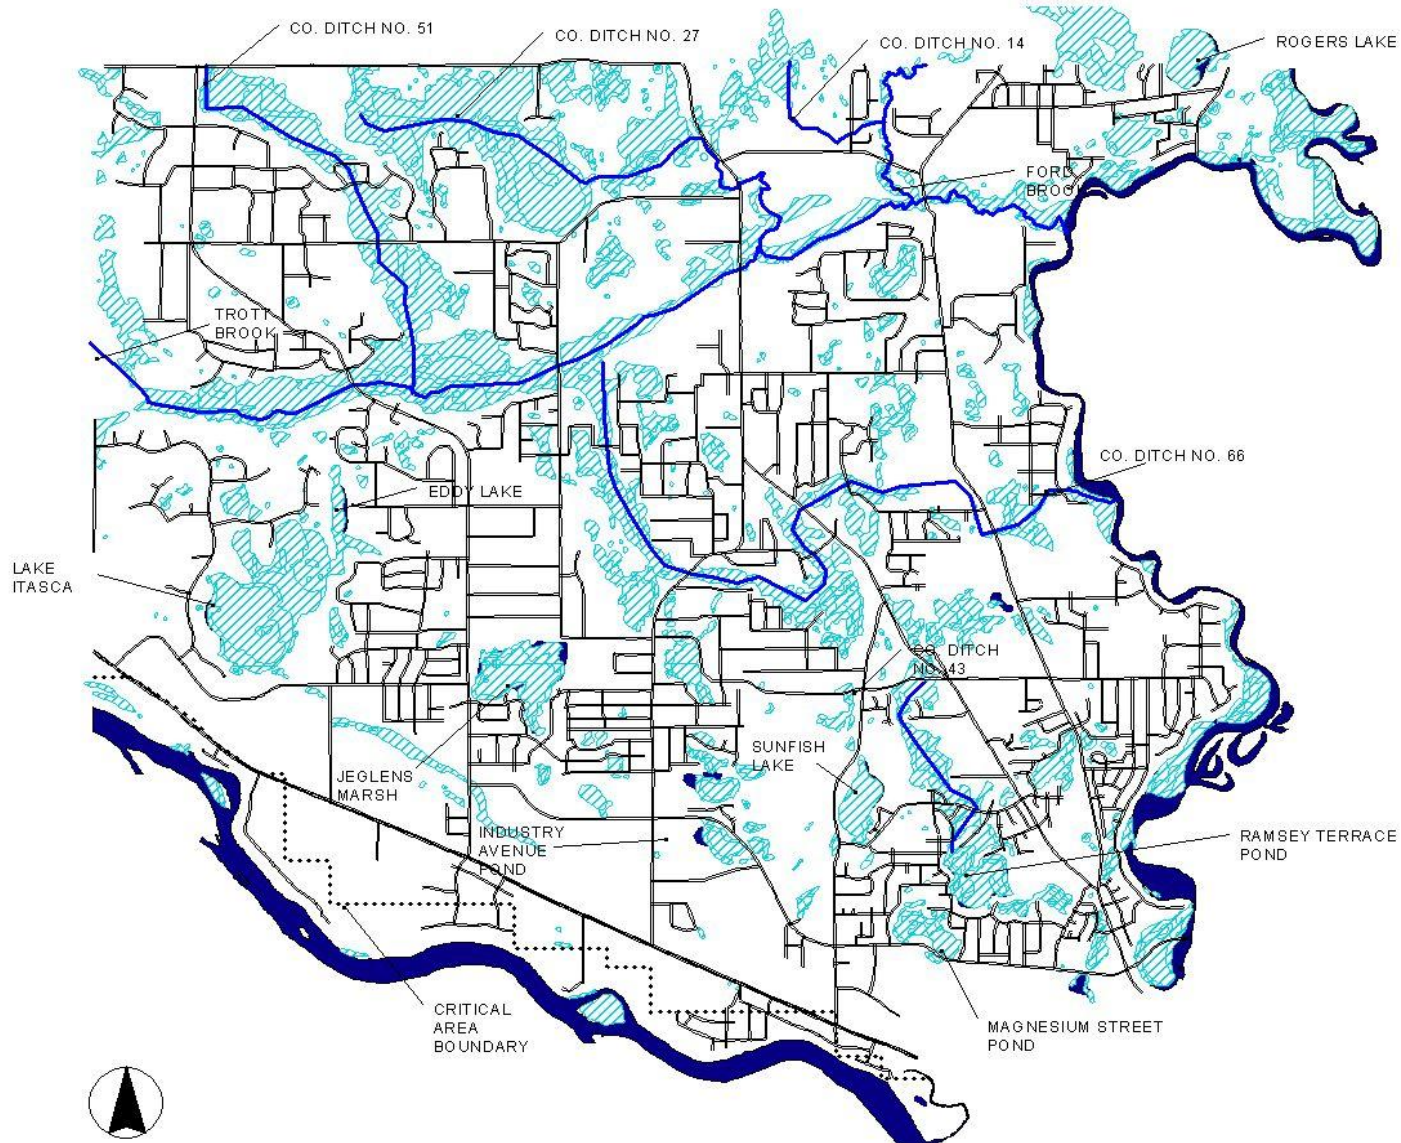 CO. DITCH NO. 51
CO. DITCH NO. 27
CO. DITCH NO. 14
ROGERS LAKE
FORD
BROOK
TROTT
BROOK
CO. DITCH NO. 66
EDDY LAKE
LAKE
ITASCA
CO. DITCH
NO. 43
SUNFISH
LAKE
JEGLENS
MARSH
INDUSTRY
AVENUE
POND
RAMSEY TERRACE
POND
CRITICAL
AREA
BOUNDARY
MAGNESIUM STREET
POND